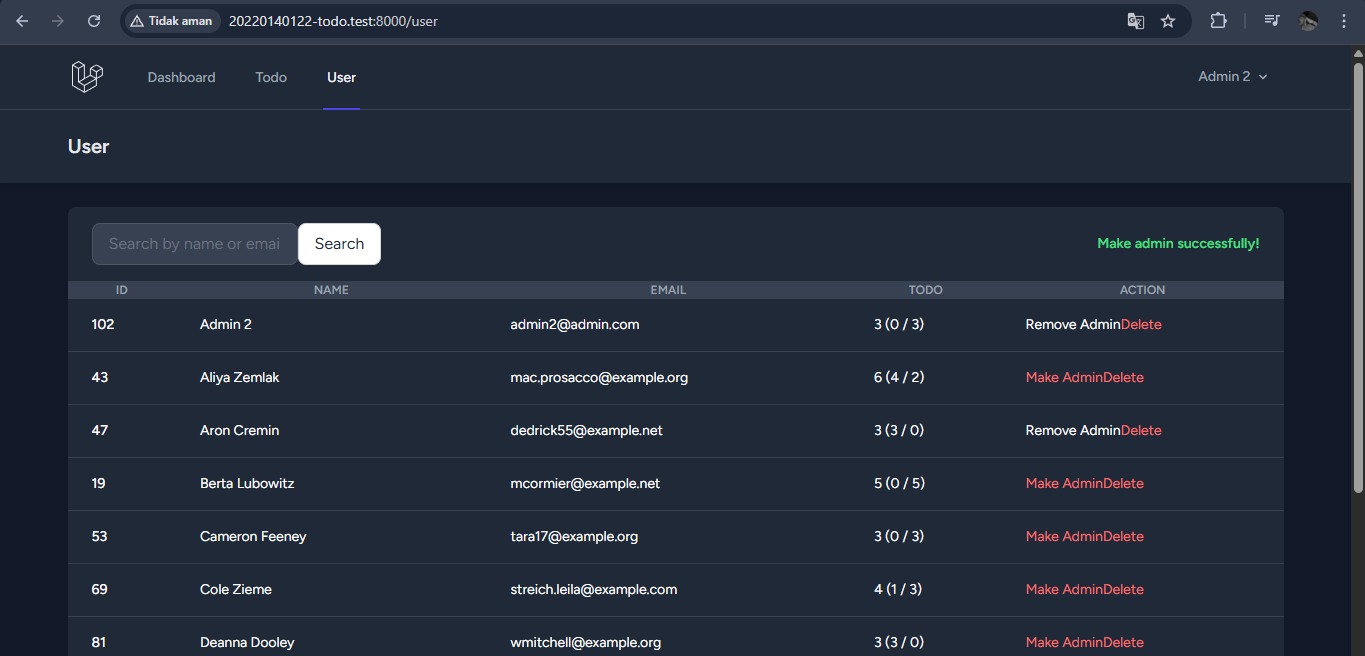 Tidak aman 20220140122-todo.test:8000/user
Dashboard Todo User Admin 2
User
Search by name or emai Search Make admin successfully!
ID NAME EMAIL TODO ACTION
102 Admin 2 admin2@admin.com 3 (0 / 3) Remove AdminDelete
43 Aliya Zemlak mac.prosacco@example.org 6 (4 / 2) Make AdminDelete
47 Aron Cremin dedrick55@example.net 3 (3 / 0) Remove AdminDelete
19 Berta Lubowitz mcormier@example.net 5 (0 / 5) Make AdminDelete
53 Cameron Feeney tara17@example.org 3 (0 / 3) Make AdminDelete
69 Cole Zieme streich.leila@example.com 4 (1 / 3) Make AdminDelete
81 Deanna Dooley wmitchell@example.org 3 (3 / 0) Make AdminDelete